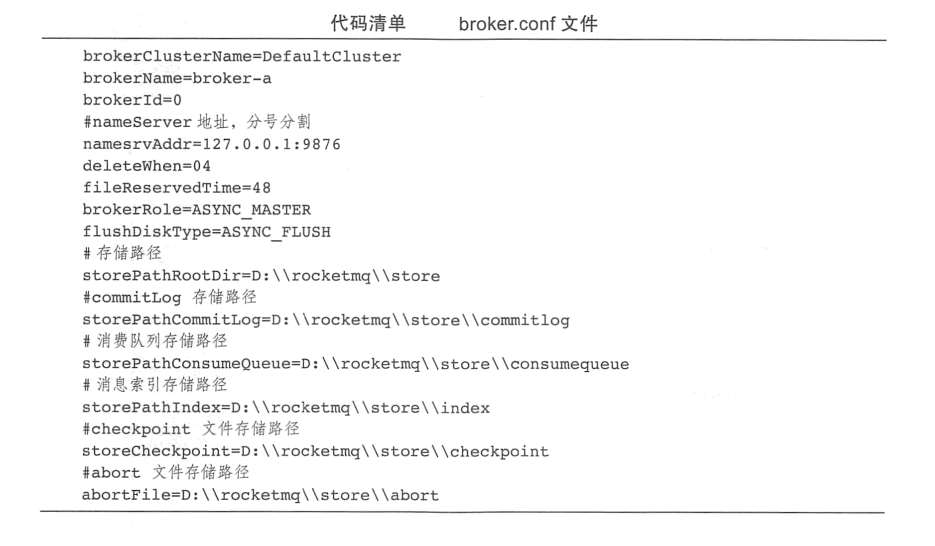 代码清单 broker.conf 文件
brokerClusterName=DefaultCluster
brokerName=broker-a
brokerId=0
#nameServer 地址，分号分割
namesrvAddr=127.0.0.1:9876
deleteWhen=04
fileReservedTime=48
brokerRole=ASYNC_MASTER
flushDiskType=ASYNC_FLUSH
# 存储路径
storePathRootDir=D:\\rocketmq\\store
#commitLog 存储路径
storePathCommitLog=D:\\rocketmq\\store\\commitlog
# 消费队列存储路径
storePathConsumeQueue=D:\\rocketmq\\store\\consumequeue
# 消息索引存储路径
storePathIndex=D:\\rocketmq\\store\\index
#checkpoint 文件存储路径
storeCheckpoint=D:\\rocketmq\\store\\checkpoint
#abort 文件存储路径
abortFile=D:\\rocketmq\\store\\abort